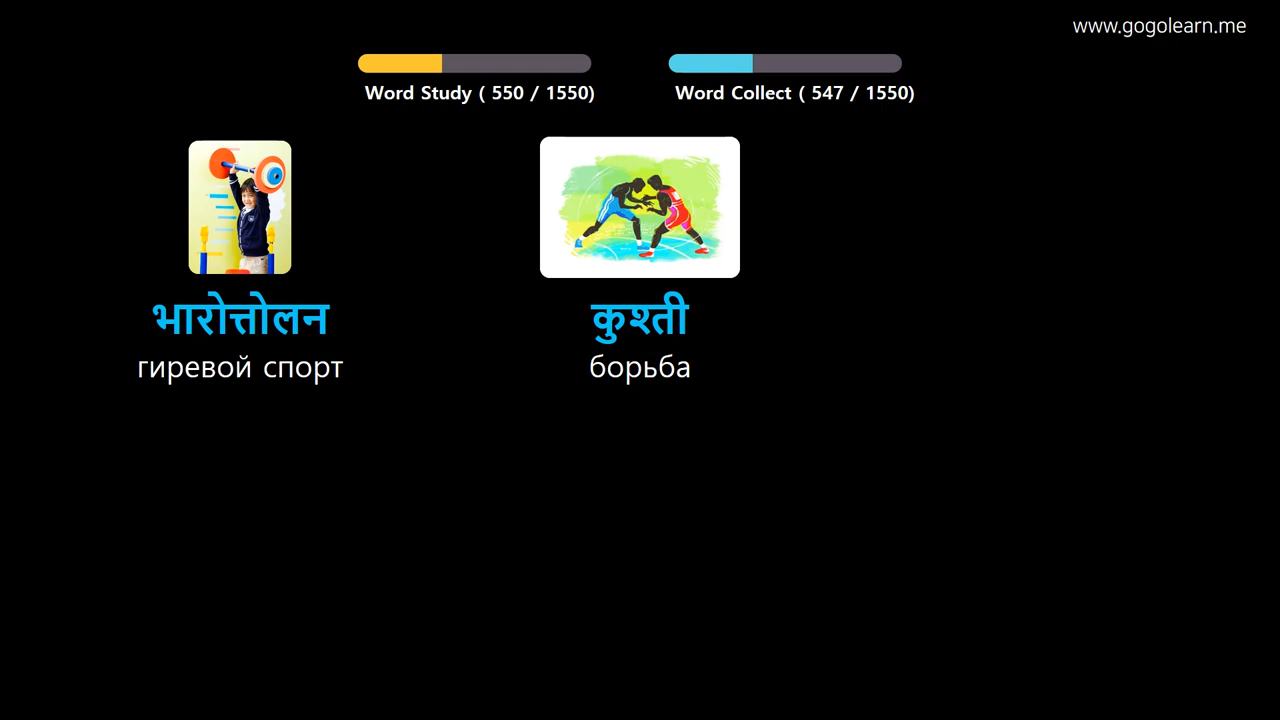 www.gogolearn.me
Word Study ( 550 / 1550)
Word Collect ( 547 / 1550)
भारोत्तोलन
гиревой спорт
कुश्ती
борьба